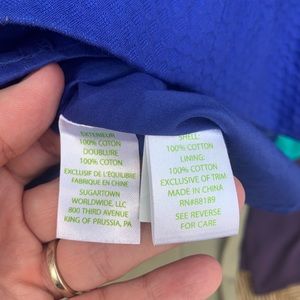 EXTÉRIEUR
100% COTTON
DOUBLURE
100% COTTON
EXCLUSIF DE L'ÉQUILIBRE
FABRIQUE EN CHINE
SUGARTOWN
WORLDWIDE, LLC
800 THIRD AVENUE
KING OF PRUSSIA, PA
SHELL:
100% COTTON
LINING:
100% COTTON
EXCLUSIVE OF TRIM
MADE IN CHINA
RN#88189
SEE REVERSE
FOR CARE